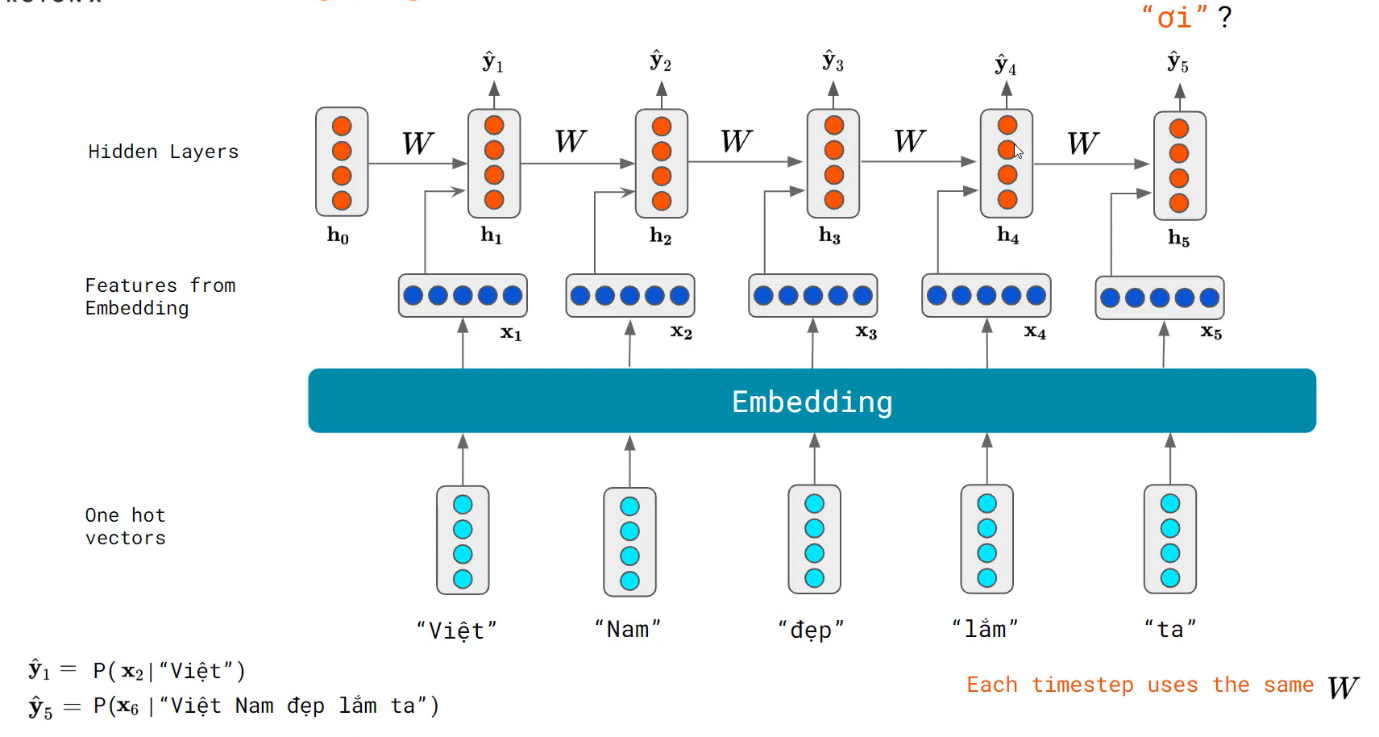 “ơi” ?
ŷ₁ ŷ₂ ŷ₃ ŷ₄ ŷ₅
Hidden Layers
W W W W W
h₀ h₁ h₂ h₃ h₄ h₅
Features from
Embedding
x₁ x₂ x₃ x₄ x₅
Embedding
One hot
vectors
“Việt” “Nam” “đẹp” “lắm” “ta”
ŷ₁ = P( x₂|“Việt”)
ŷ₅ = P(x₆ |“Việt Nam đẹp lắm ta”)
Each timestep uses the same W